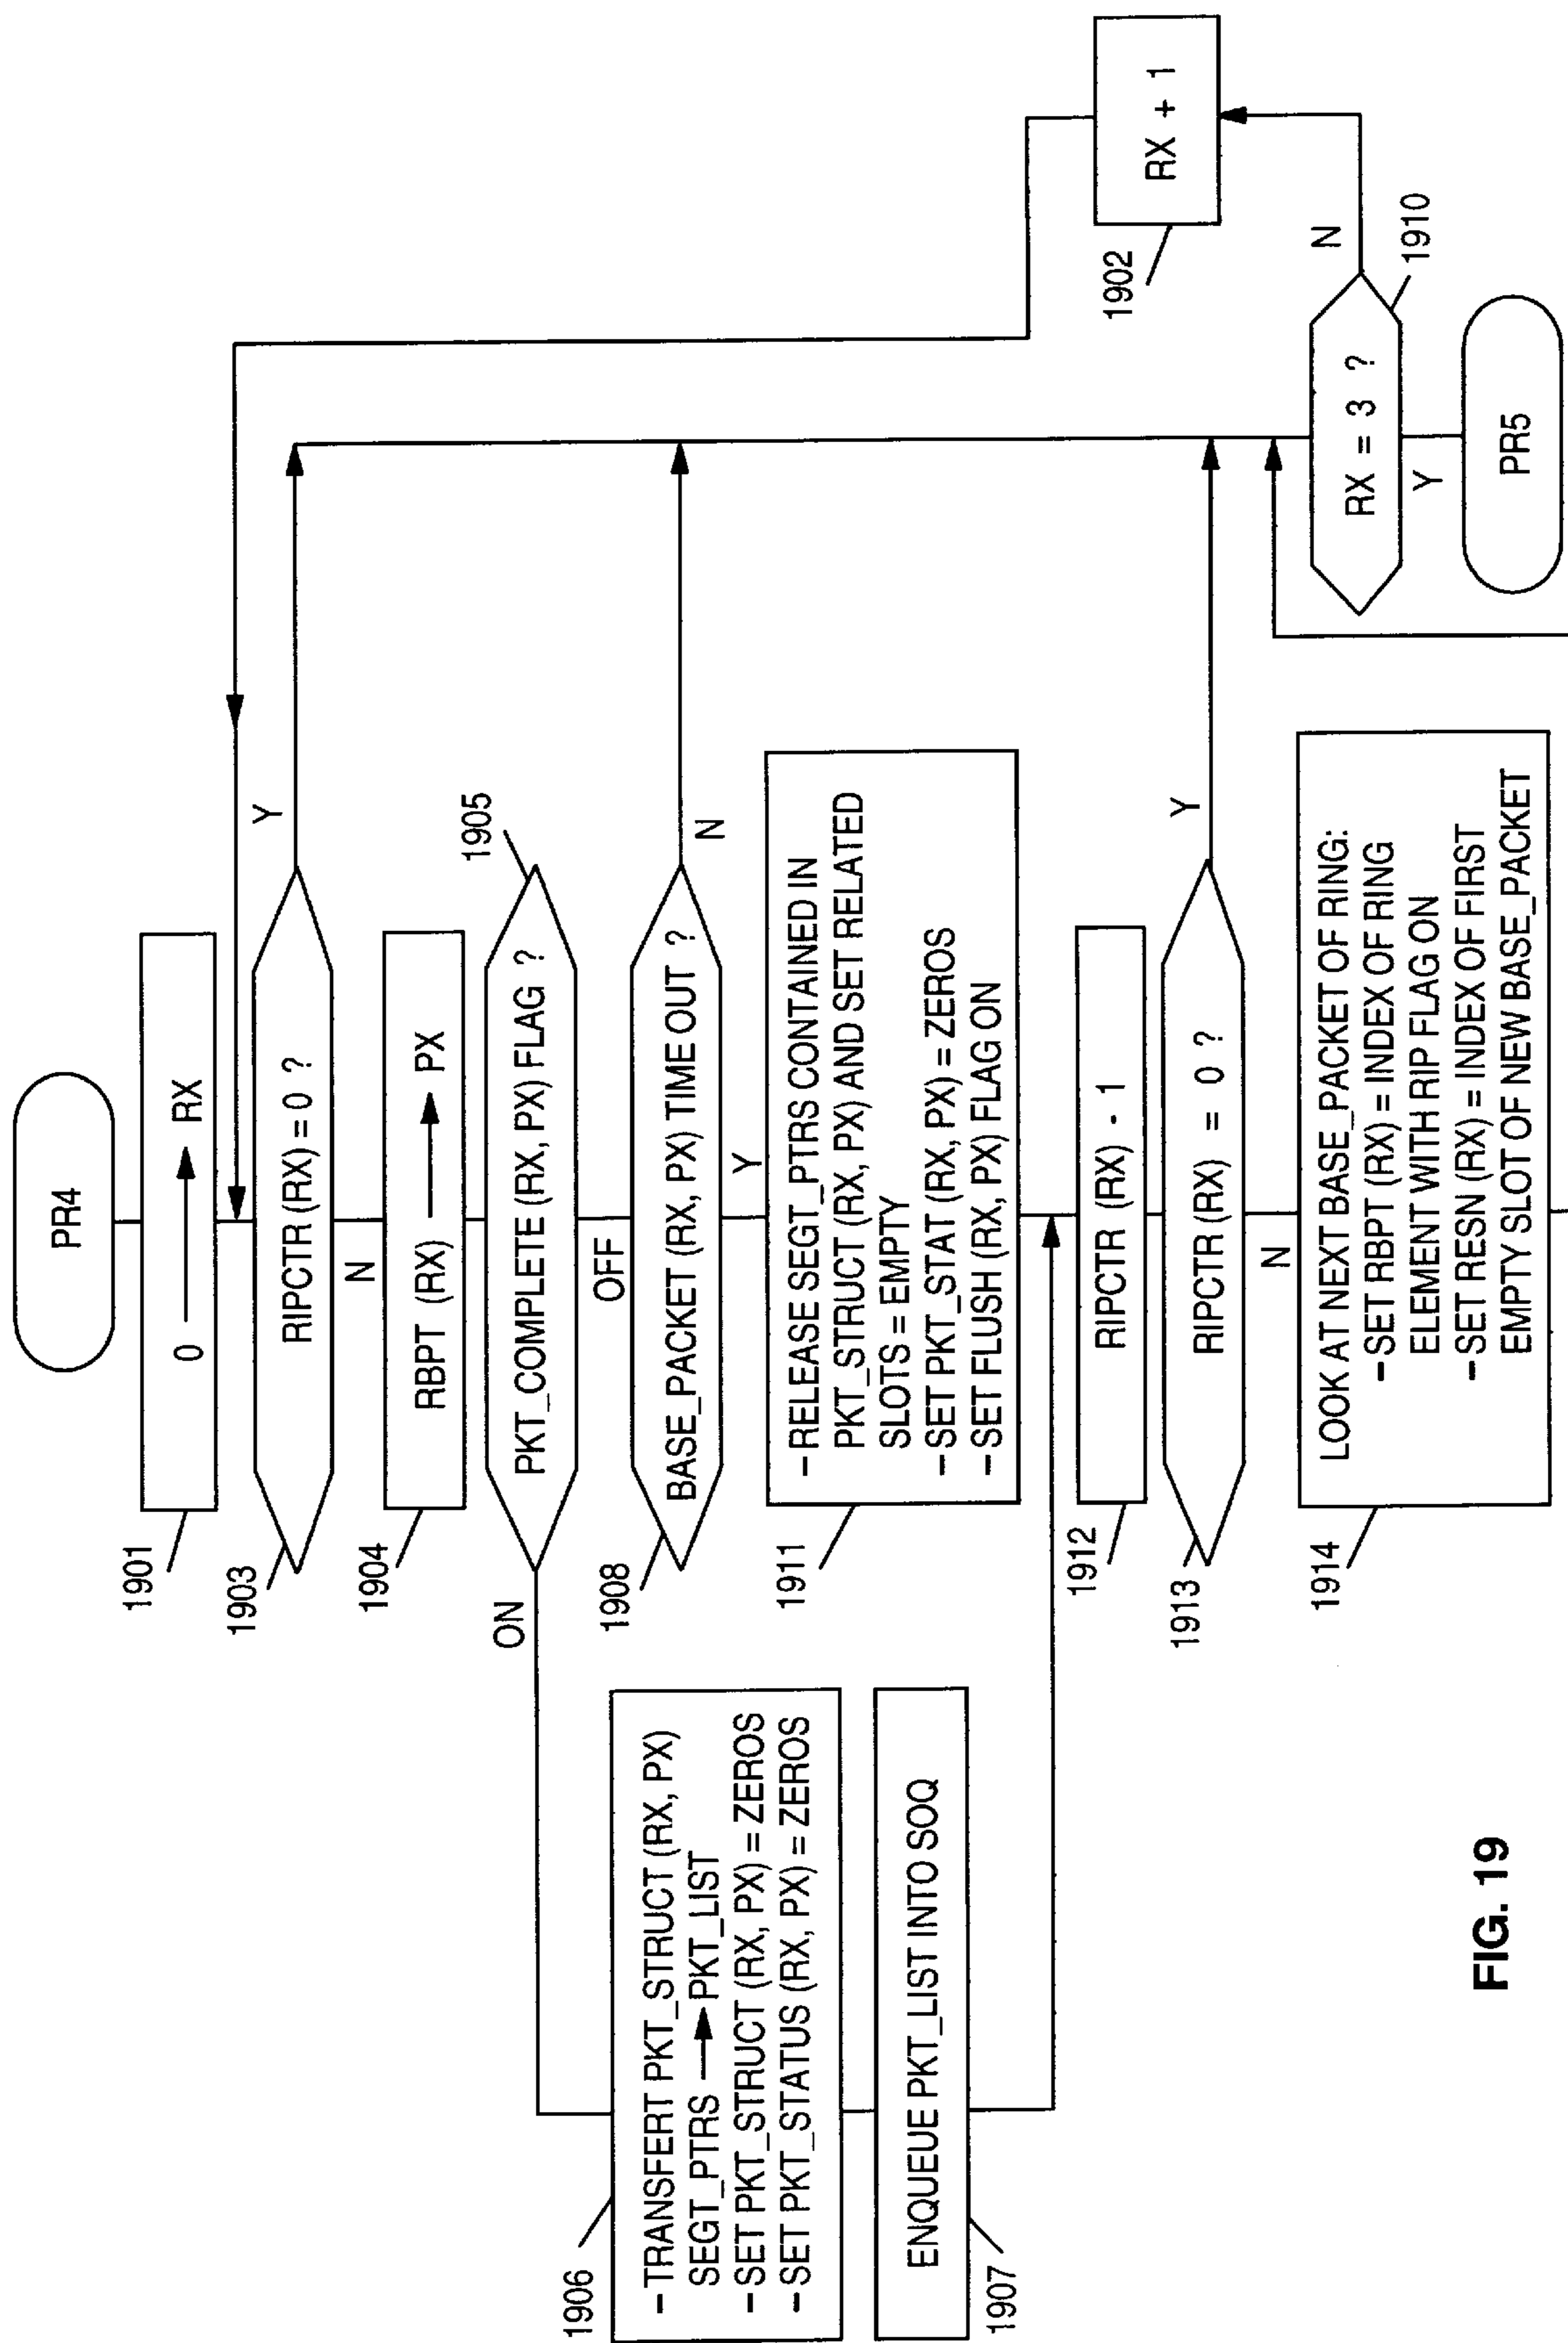 PR4
1901
0 → RX
1903
RIPCTR (RX) = 0 ?
Y
N
1904
RBPT (RX) → PX
1905
PKT_COMPLETE (RX, PX) FLAG ?
ON
OFF
1906
- TRANSFERT PKT_STRUCT (RX, PX)
SEGT_PTRS → PKT_LIST
- SET PKT_STRUCT (RX, PX) = ZEROS
- SET PKT_STATUS (RX, PX) = ZEROS
1907
ENQUEUE PKT_LIST INTO SOQ
1908
BASE_PACKET (RX, PX) TIME OUT ?
N
Y
1911
- RELEASE SEGT_PTRS CONTAINED IN
PKT_STRUCT (RX, PX) AND SET RELATED
SLOTS = EMPTY
- SET PKT_STAT (RX, PX) = ZEROS
- SET FLUSH (RX, PX) FLAG ON
1912
RIPCTR (RX) - 1
1913
RIPCTR (RX) = 0 ?
Y
N
1914
LOOK AT NEXT BASE_PACKET OF RING:
- SET RBPT (RX) = INDEX OF RING
ELEMENT WITH RIP FLAG ON
- SET RESN (RX) = INDEX OF FIRST
EMPTY SLOT OF NEW BASE_PACKET
1902
RX + 1
N
1910
RX = 3 ?
Y
PR5
FIG. 19